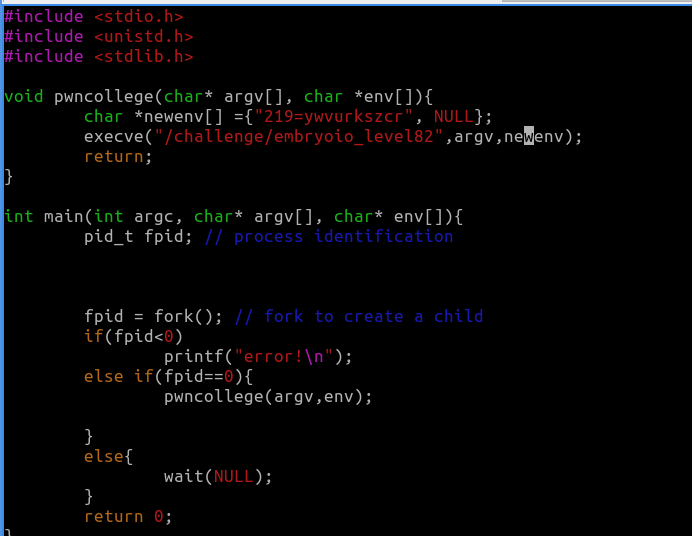 #include <stdio.h>
#include <unistd.h>
#include <stdlib.h>

void pwncollege(char* argv[], char *env[]){
        char *newenv[] ={"219=ywvurkszcr", NULL};
        execve("/challenge/embryoio_level82",argv,newenv);
        return;
}

int main(int argc, char* argv[], char* env[]){
        pid_t fpid; // process identification

        fpid = fork(); // fork to create a child
        if(fpid<0)
                printf("error!\n");
        else if(fpid==0){
                pwncollege(argv,env);

        }
        else{
                wait(NULL);
        }
        return 0;
}